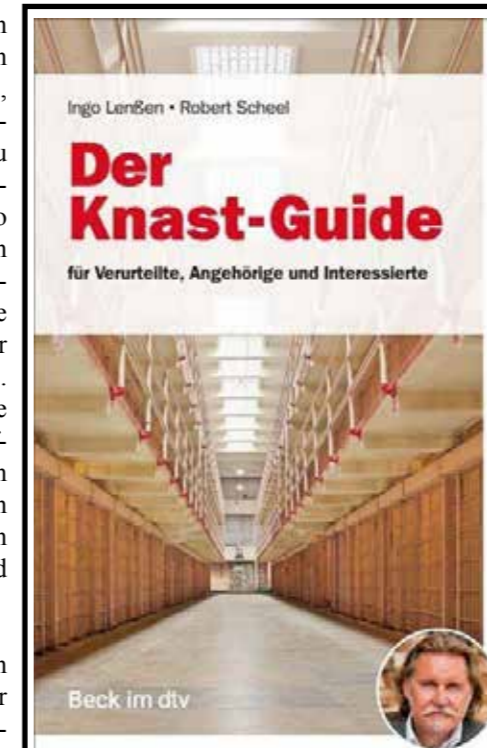 Ingo Lenßen • Robert Scheel
Der
Knast-Guide
für Verurteilte, Angehörige und Interessierte
Beck im dtv